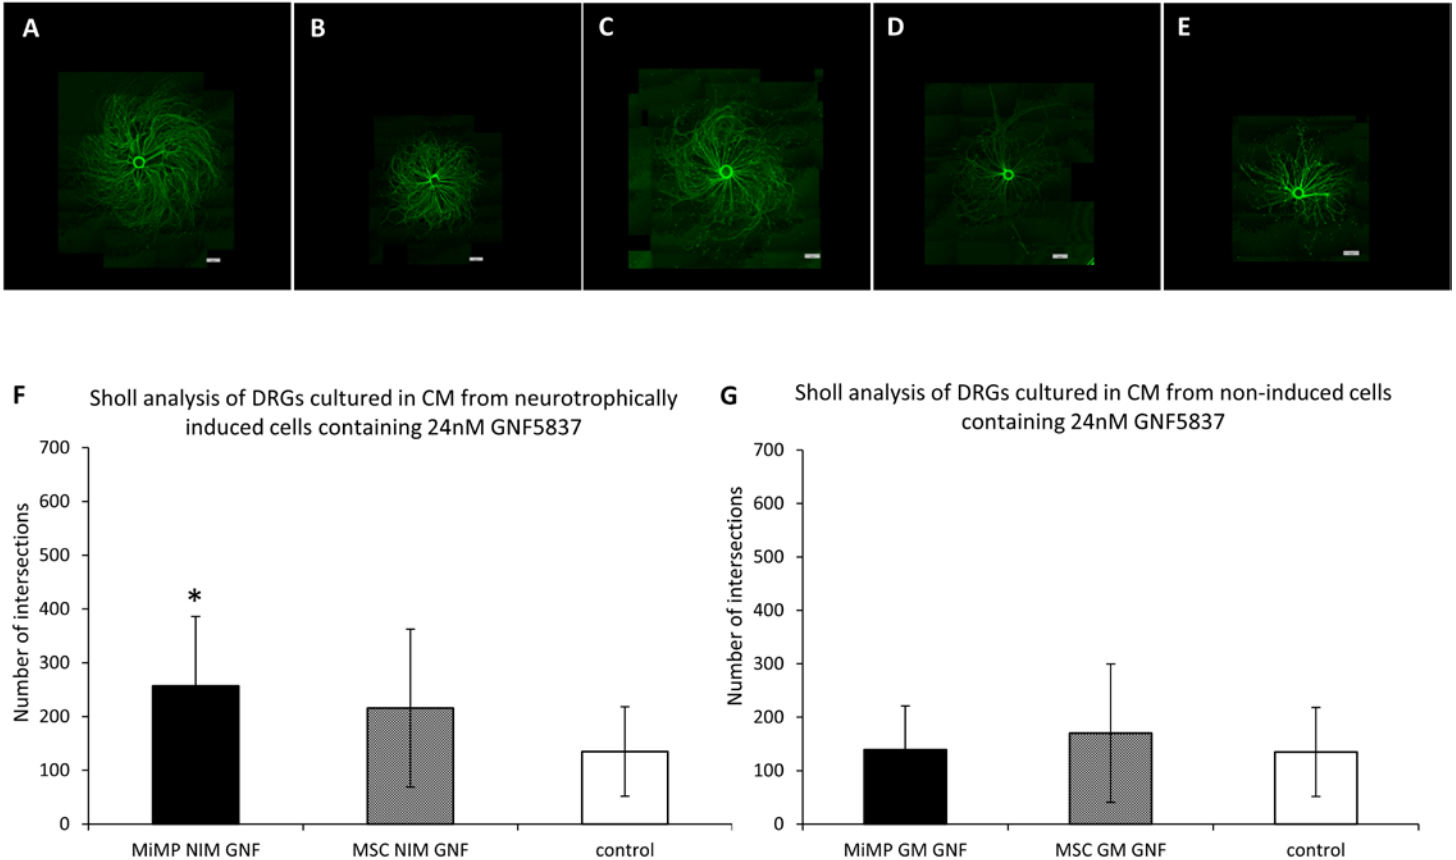 A
B
C
D
E
F
Sholl analysis of DRGs cultured in CM from neurotrophically
induced cells containing 24nM GNF5837
Number of intersections
700
600
500
400
300
200
100
0
*
MiMP NIM GNF
MSC NIM GNF
control
G
Sholl analysis of DRGs cultured in CM from non-induced cells
containing 24nM GNF5837
Number of intersections
700
600
500
400
300
200
100
0
MiMP GM GNF
MSC GM GNF
control